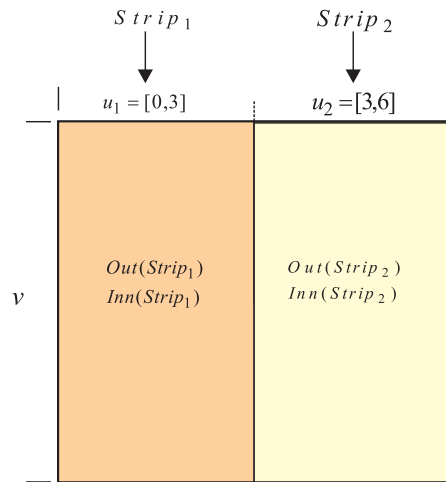 Strip₁ Strip₂
u₁ = [0,3] u₂ = [3,6]
Out(Strip₁) Out(Strip₂)
Inn(Strip₁) Inn(Strip₂)
v